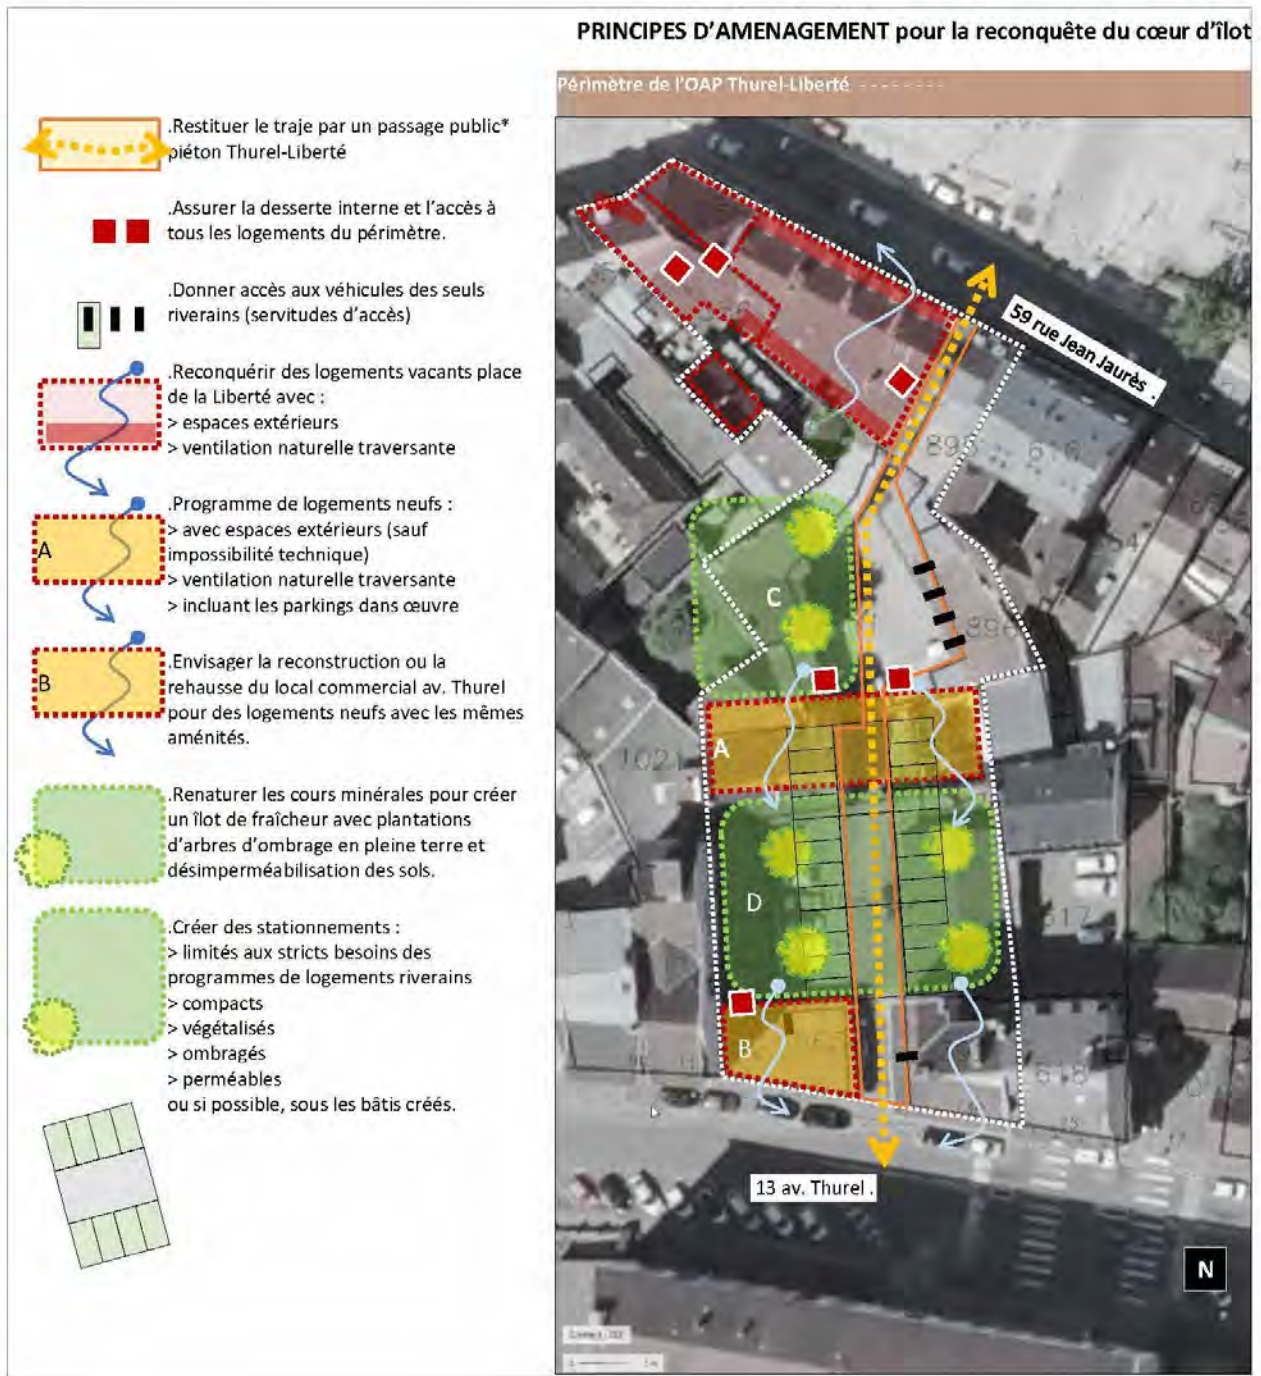 PRINCIPES D'AMENAGEMENT pour la reconquête du cœur d'îlot
Périmètre de l'OAP Thurel-Liberté - - - - - - - -
.Restituer le traje par un passage public*
piéton Thurel-Liberté
.Assurer la desserte interne et l'accès à
tous les logements du périmètre.
.Donner accès aux véhicules des seuls
riverains (servitudes d'accès)
.Reconquérir des logements vacants place
de la Liberté avec :
> espaces extérieurs
> ventilation naturelle traversante
A
.Programme de logements neufs :
> avec espaces extérieurs (sauf
impossibilité technique)
> ventilation naturelle traversante
> incluant les parkings dans œuvre
B
.Envisager la reconstruction ou la
rehausse du local commercial av. Thurel
pour des logements neufs avec les mêmes
aménités.
.Renaturer les cours minérales pour créer
un îlot de fraîcheur avec plantations
d'arbres d'ombrage en pleine terre et
désimperméabilisation des sols.
.Créer des stationnements :
> limités aux stricts besoins des
programmes de logements riverains
> compacts
> végétalisés
> ombragés
> perméables
ou si possible, sous les bâtis créés.
59 rue Jean Jaurès .
895
616
C
896
A
1021
D
617
B
618
13 av. Thurel .
N